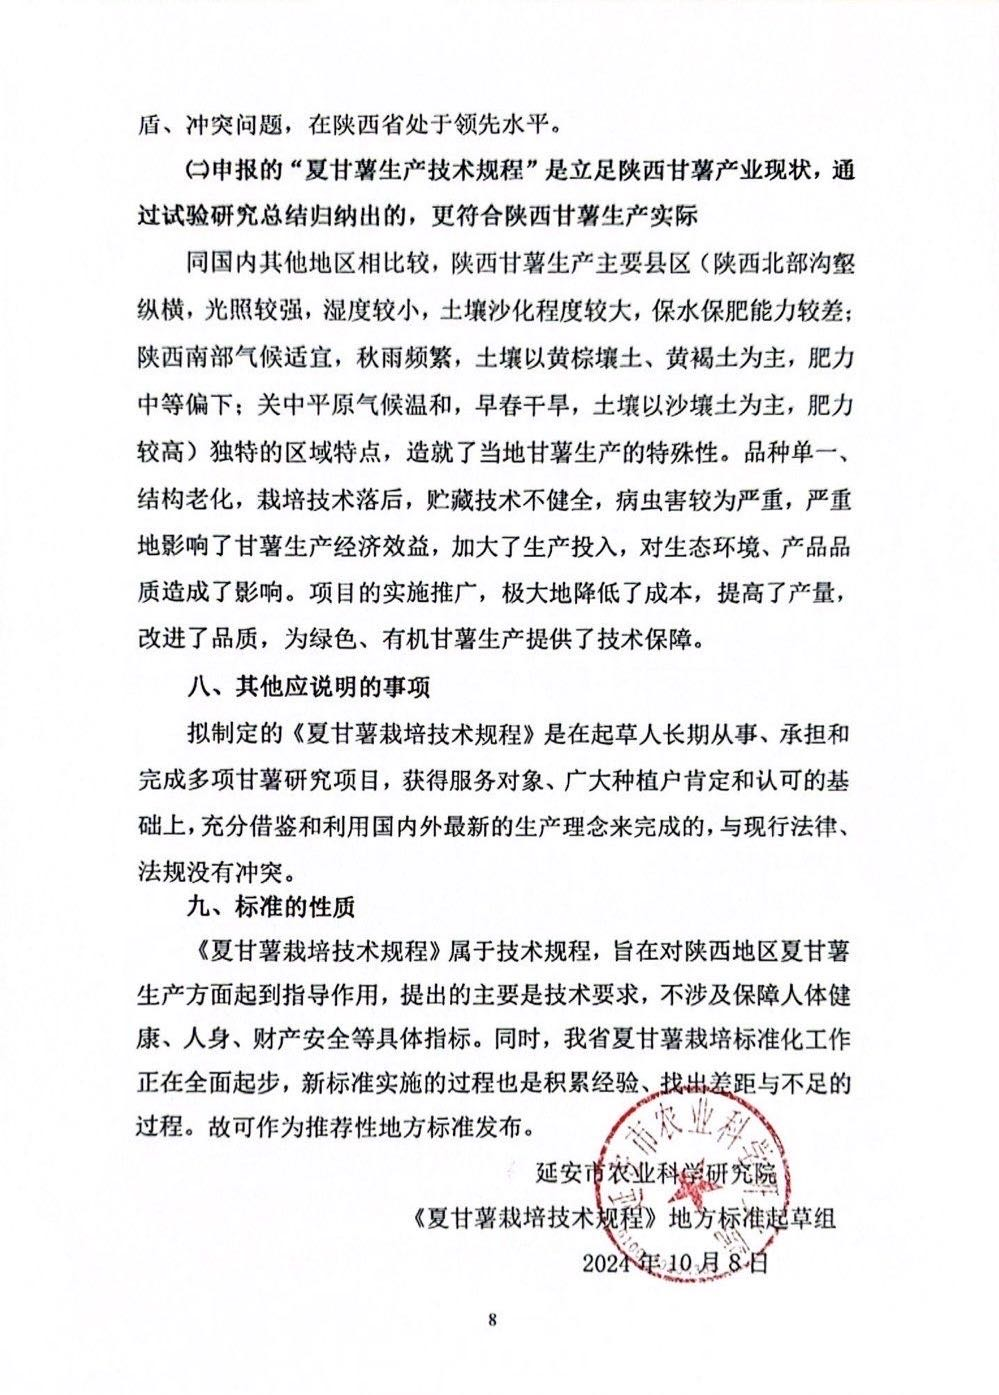 盾、冲突问题，在陕西省处于领先水平。
㈡申报的“夏甘薯生产技术规程”是立足陕西甘薯产业现状，通
过试验研究总结归纳出的，更符合陕西甘薯生产实际
同国内其他地区相比较，陕西甘薯生产主要县区（陕西北部沟壑
纵横，光照较强，湿度较小，土壤沙化程度较大，保水保肥能力较差；
陕西南部气候适宜，秋雨频繁，土壤以黄棕壤土、黄褐土为主，肥力
中等偏下；关中平原气候温和，早春干旱，土壤以沙壤土为主，肥力
较高）独特的区域特点，造就了当地甘薯生产的特殊性。品种单一、
结构老化，栽培技术落后，贮藏技术不健全，病虫害较为严重，严重
地影响了甘薯生产经济效益，加大了生产投入，对生态环境、产品品
质造成了影响。项目的实施推广，极大地降低了成本，提高了产量，
改进了品质，为绿色、有机甘薯生产提供了技术保障。
八、其他应说明的事项
拟制定的《夏甘薯栽培技术规程》是在起草人长期从事、承担和
完成多项甘薯研究项目，获得服务对象、广大种植户肯定和认可的基
础上，充分借鉴和利用国内外最新的生产理念来完成的，与现行法律、
法规没有冲突。
九、标准的性质
《夏甘薯栽培技术规程》属于技术规程，旨在对陕西地区夏甘薯
生产方面起到指导作用，提出的主要是技术要求，不涉及保障人体健
康、人身、财产安全等具体指标。同时，我省夏甘薯栽培标准化工作
正在全面起步，新标准实施的过程也是积累经验、找出差距与不足的
过程。故可作为推荐性地方标准发布。
延安市农业科学研究院
《夏甘薯栽培技术规程》地方标准起草组
2024年10月8日
延安市农业科学研究院
8